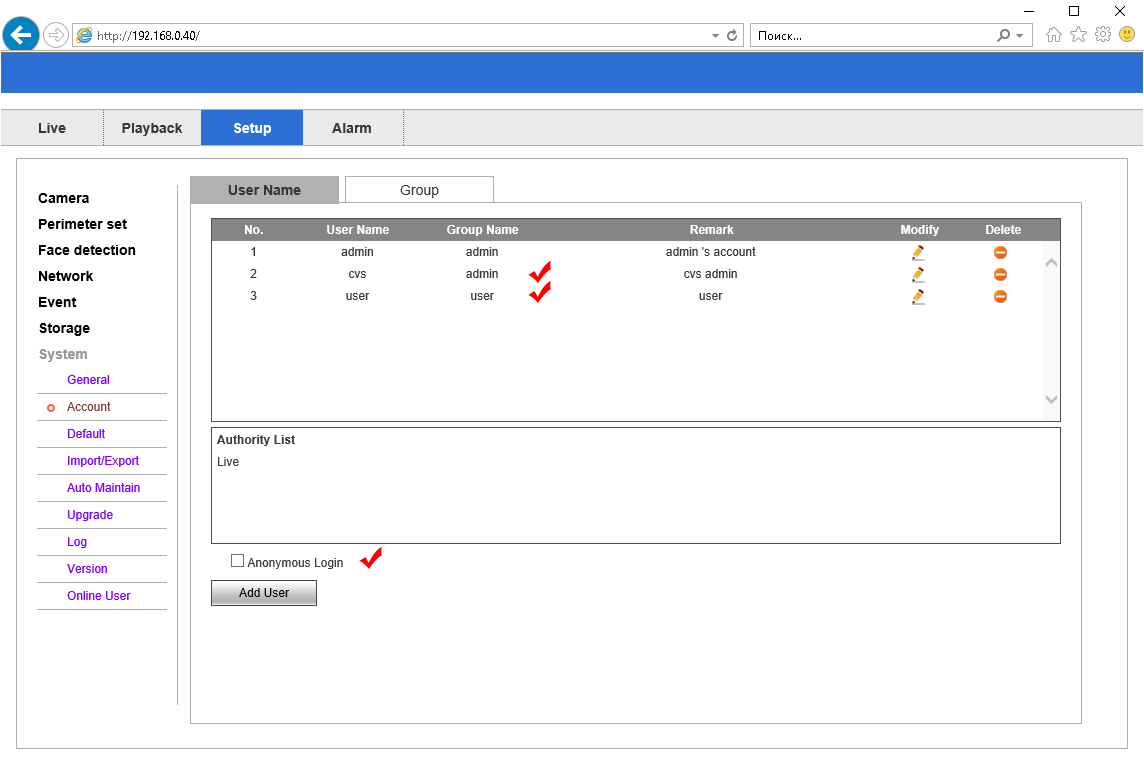 http://192.168.0.40/
Поиск...
Live Playback Setup Alarm
User Name Group
Camera
Perimeter set
Face detection
Network
Event
Storage
System
General
Account
Default
Import/Export
Auto Maintain
Upgrade
Log
Version
Online User
No. User Name Group Name Remark Modify Delete
1 admin admin admin 's account
2 cvs admin cvs admin
3 user user user
Authority List
Live
Anonymous Login
Add User